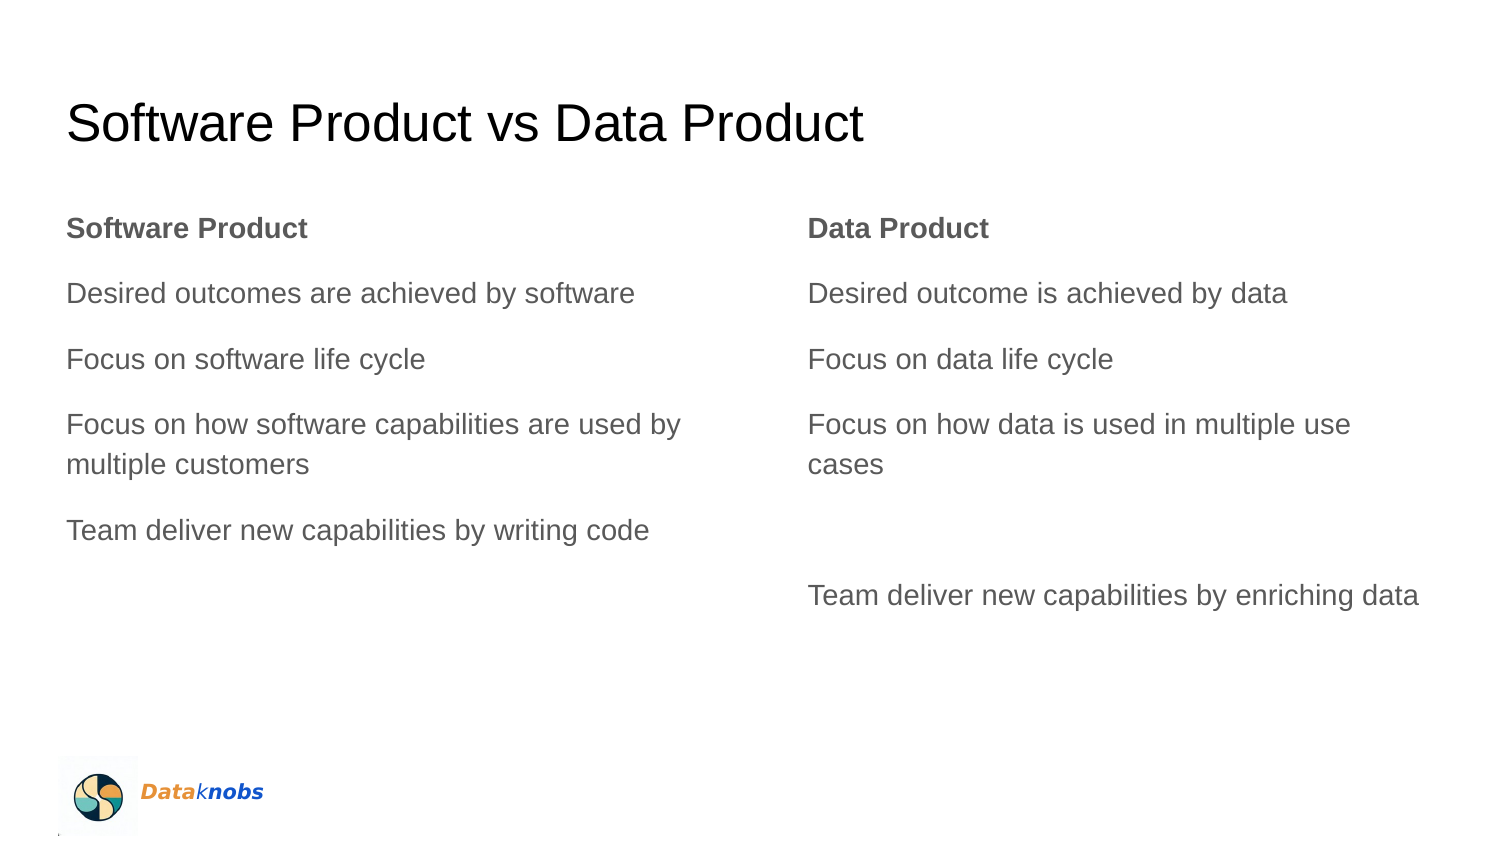 Software Product vs Data Product
Software Product
Desired outcomes are achieved by software
Focus on software life cycle
Focus on how software capabilities are used by
multiple customers
Team deliver new capabilities by writing code
Data Product
Desired outcome is achieved by data
Focus on data life cycle
Focus on how data is used in multiple use
cases
Team deliver new capabilities by enriching data
Dataknobs